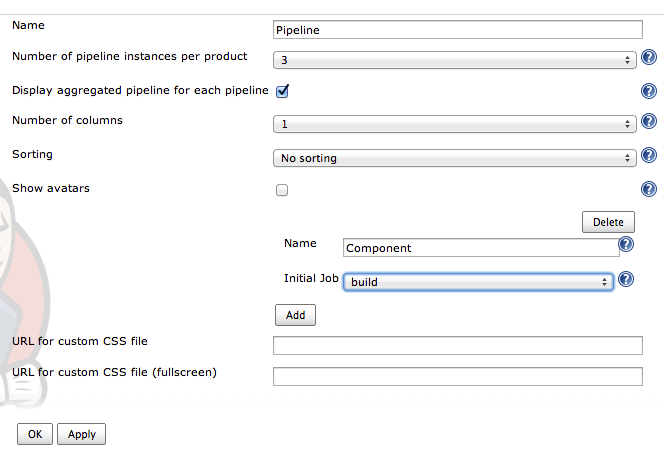 Name Pipeline
Number of pipeline instances per product 3 ?
Display aggregated pipeline for each pipeline ?
Number of columns 1 ?
Sorting No sorting ?
Show avatars ?
Delete
Name Component ?
Initial Job build ?
Add
URL for custom CSS file
URL for custom CSS file (fullscreen)
OK Apply